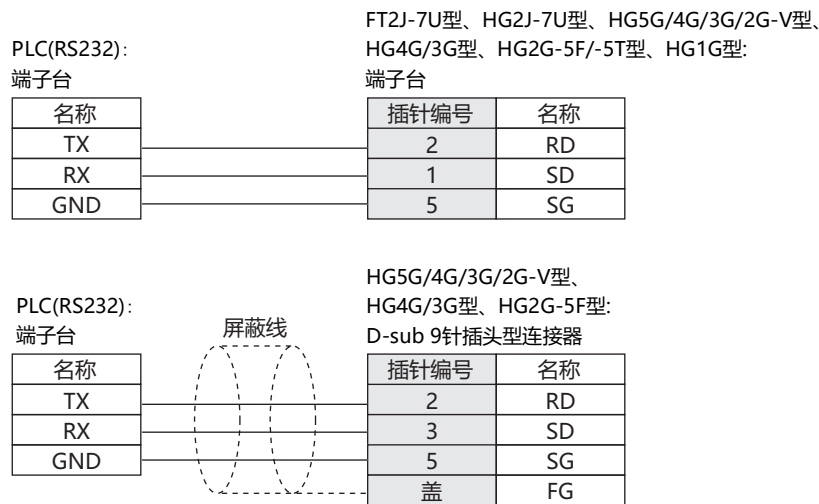 FT2J-7U型、HG2J-7U型、HG5G/4G/3G/2G-V型、
PLC(RS232)： HG4G/3G型、HG2G-5F/-5T型、HG1G型:
端子台 端子台
名称 插针编号 名称
TX 2 RD
RX 1 SD
GND 5 SG
HG5G/4G/3G/2G-V型、
PLC(RS232)： HG4G/3G型、HG2G-5F型:
端子台 屏蔽线 D-sub 9针插头型连接器
名称 插针编号 名称
TX 2 RD
RX 3 SD
GND 5 SG
盖 FG